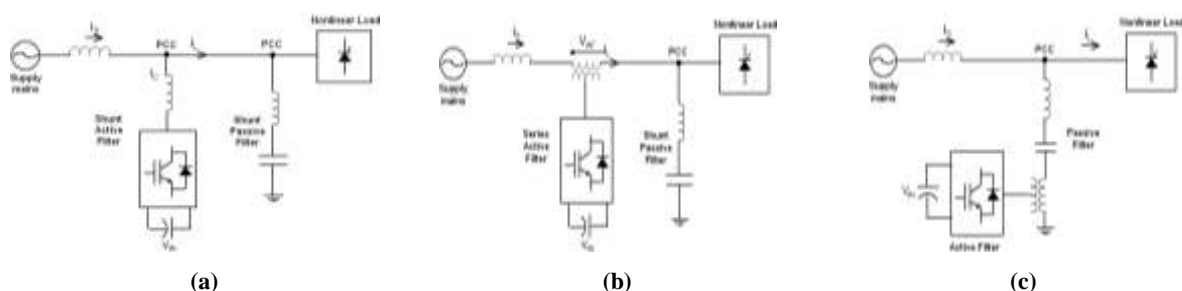 Nonlinear Load
PCC
PCC
Supply
mains
Shunt
Active
Filter
Shunt
Passive
Filter
(a)
Nonlinear Load
PCC
Supply
mains
Series
Active
Filter
Shunt
Passive
Filter
(b)
Nonlinear Load
PCC
Supply
mains
Passive
Filter
Active Filter
(c)